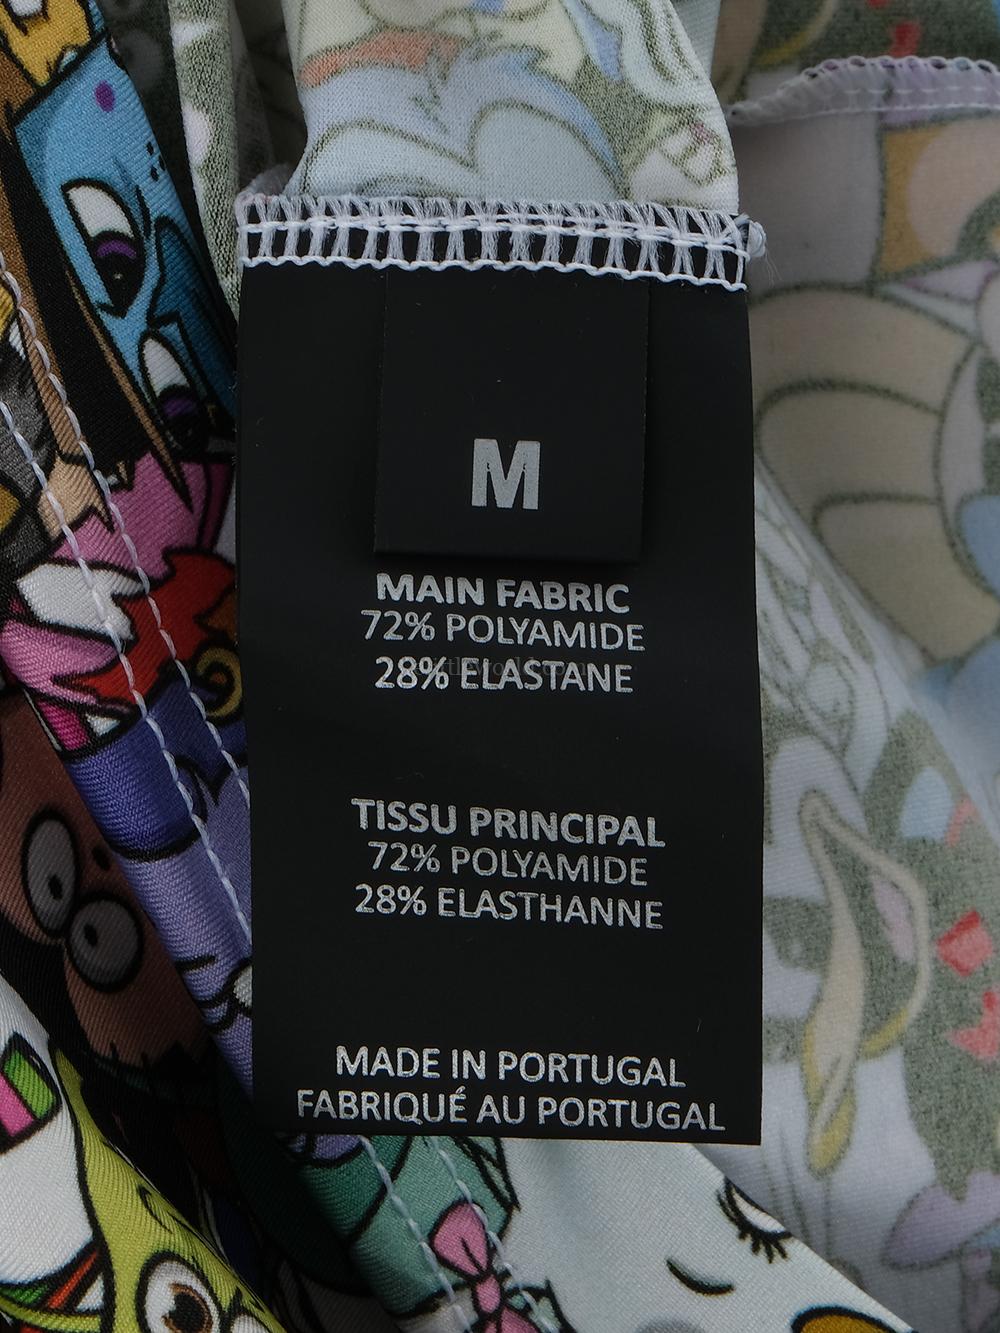 M
MAIN FABRIC
72% POLYAMIDE
28% ELASTANE
TISSU PRINCIPAL
72% POLYAMIDE
28% ELASTHANNE
MADE IN PORTUGAL
FABRIQUÉ AU PORTUGAL